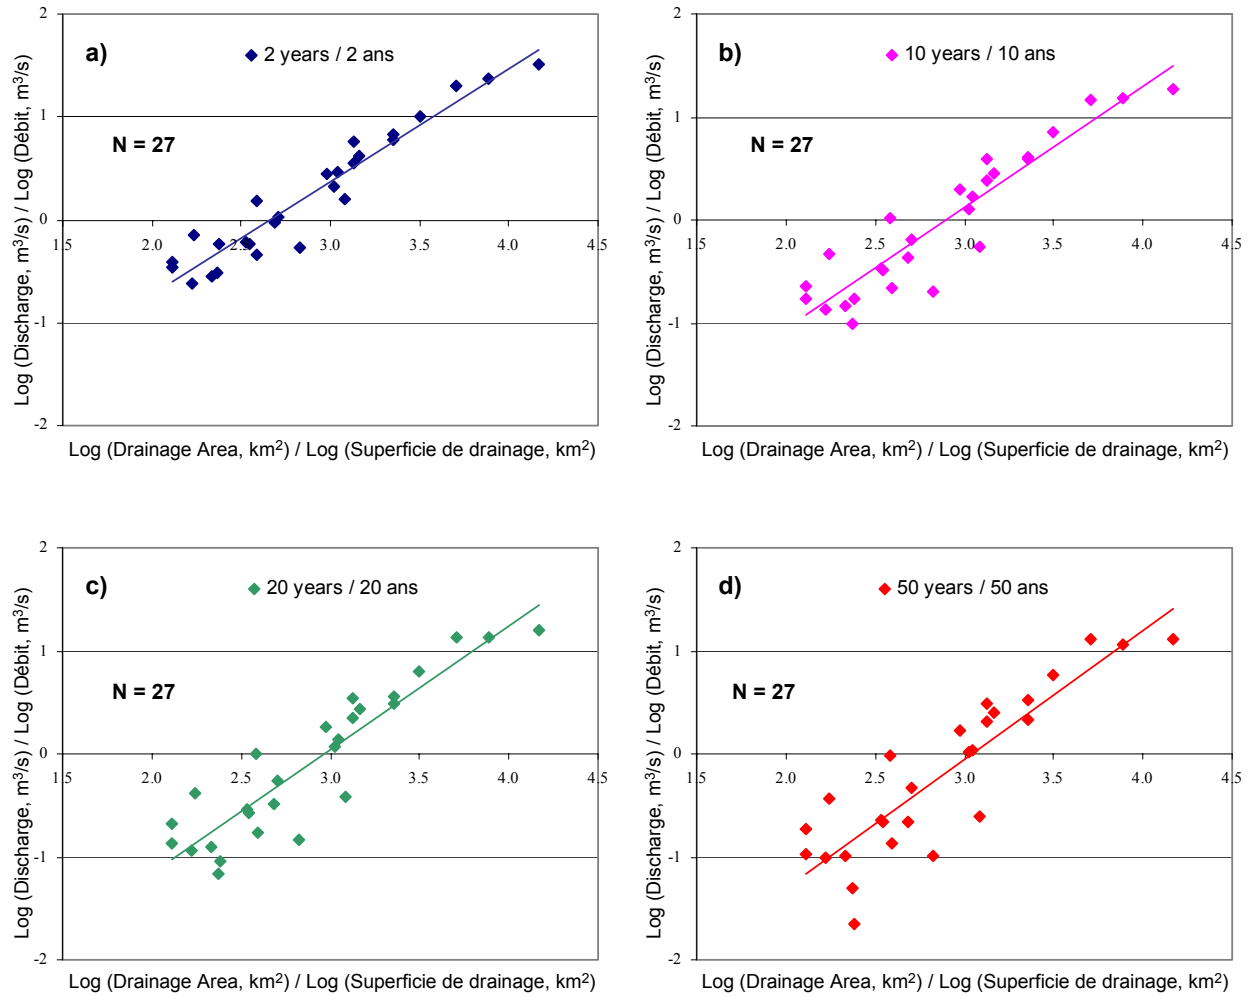 a)
2 years / 2 ans
N = 27
2
1
0
-1
-2
1.5 2.0 2.5 3.0 3.5 4.0 4.5
Log (Discharge, m³/s) / Log (Débit, m³/s)
Log (Drainage Area, km²) / Log (Superficie de drainage, km²)
b)
10 years / 10 ans
N = 27
2
1
0
-1
-2
1.5 2.0 2.5 3.0 3.5 4.0 4.5
Log (Discharge, m³/s) / Log (Débit, m³/s)
Log (Drainage Area, km²) / Log (Superficie de drainage, km²)
c)
20 years / 20 ans
N = 27
2
1
0
-1
-2
1.5 2.0 2.5 3.0 3.5 4.0 4.5
Log (Discharge, m³/s) / Log (Débit, m³/s)
Log (Drainage Area, km²) / Log (Superficie de drainage, km²)
d)
50 years / 50 ans
N = 27
2
1
0
-1
-2
1.5 2.0 2.5 3.0 3.5 4.0 4.5
Log (Discharge, m³/s) / Log (Débit, m³/s)
Log (Drainage Area, km²) / Log (Superficie de drainage, km²)